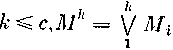 k ≤ c, M^k = ⋁_1^k M_i